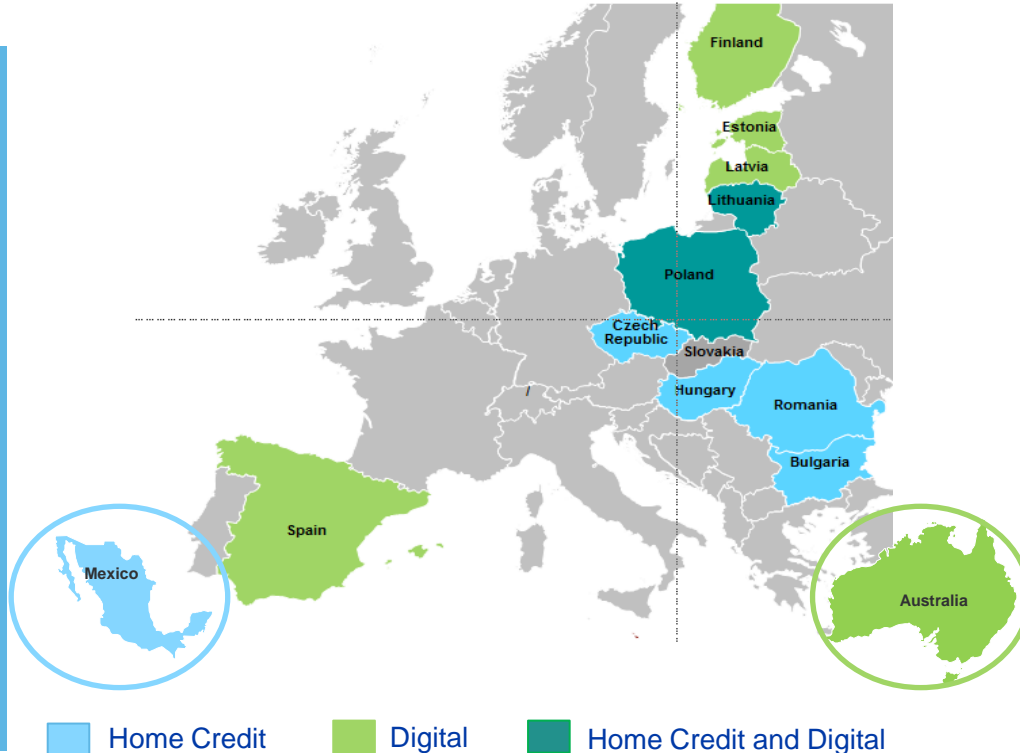 Finland
Estonia
Latvia
Lithuania
Poland
Czech
Republic
Slovakia
Hungary
Romania
Bulgaria
Spain
Mexico
Australia
/
Home Credit
Digital
Home Credit and Digital